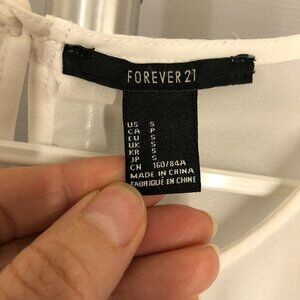 FOREVER 21
US S
CA P
EU S
UK S
KR S
JP S
CN 160/84A
MADE IN CHINA
FABRIQUÉ EN CHINE